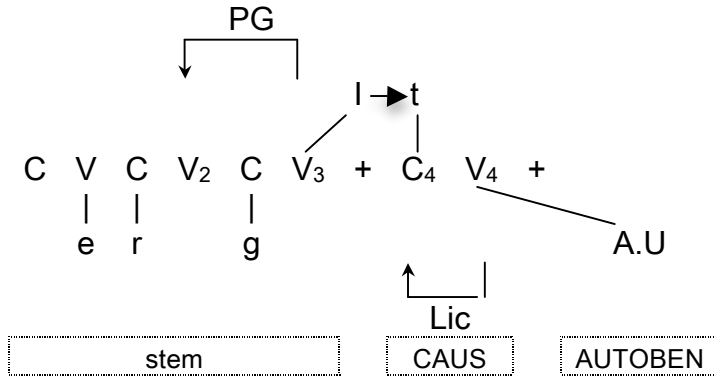 PG
I t
C V C V₂ C V₃ + C₄ V₄ +
e r g A.U
Lic
stem CAUS AUTOBEN